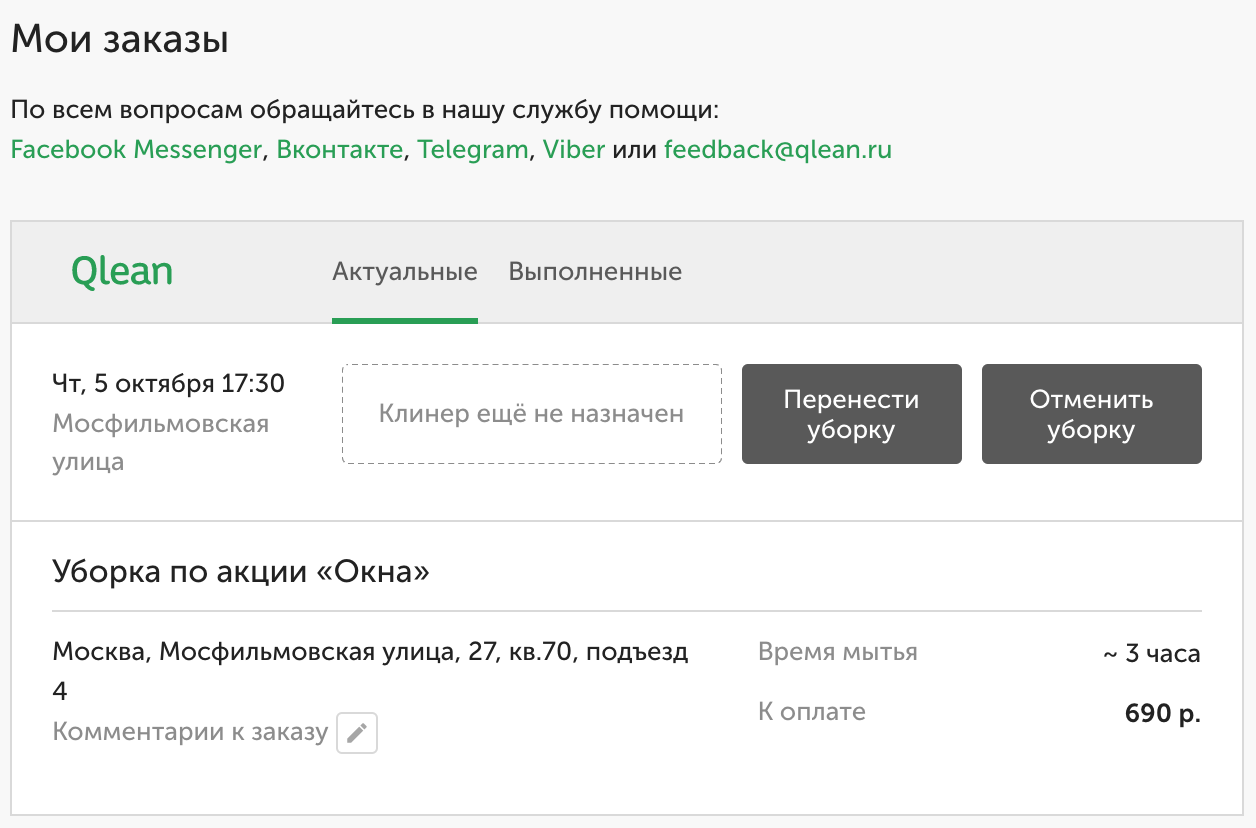 Мои заказы
По всем вопросам обращайтесь в нашу службу помощи:
Facebook Messenger, Вконтакте, Telegram, Viber или feedback@qlean.ru
Qlean Актуальные Выполненные
Чт, 5 октября 17:30
Мосфильмовская
улица
Клинер ещё не назначен
Перенести
уборку
Отменить
уборку
Уборка по акции «Окна»
Москва, Мосфильмовская улица, 27, кв.70, подъезд
4
Комментарии к заказу
Время мытья ~ 3 часа
К оплате 690 р.